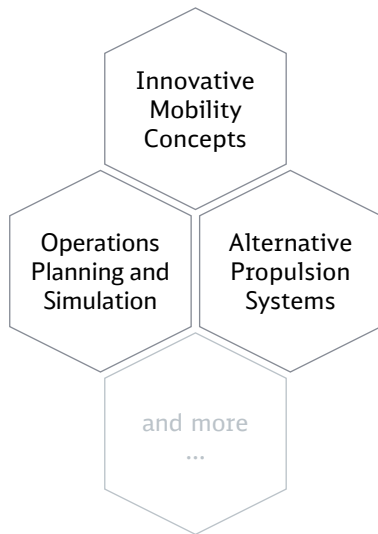 Innovative
Mobility
Concepts
Operations
Planning and
Simulation
Alternative
Propulsion
Systems
and more
...